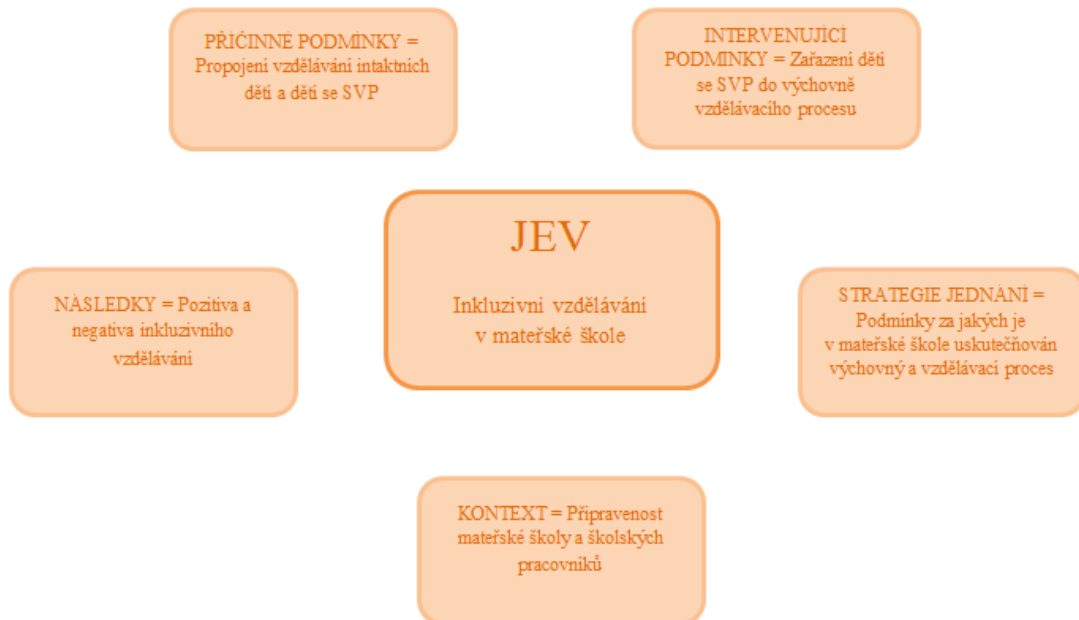 PŘÍČINNÉ PODMÍNKY =
Propojení vzdělávání intaktních
dětí a dětí se SVP
INTERVENUJÍCÍ
PODMÍNKY = Zařazení dětí
se SVP do výchovně
vzdělávacího procesu
JEV
Inkluzivní vzdělávání
v mateřské škole
NÁSLEDKY = Pozitiva a
negativa inkluzivního
vzdělávání
STRATEGIE JEDNÁNÍ =
Podmínky za jakých je
v mateřské škole uskutečňován
výchovný a vzdělávací proces
KONTEXT = Připravenost
mateřské školy a školských
pracovníků